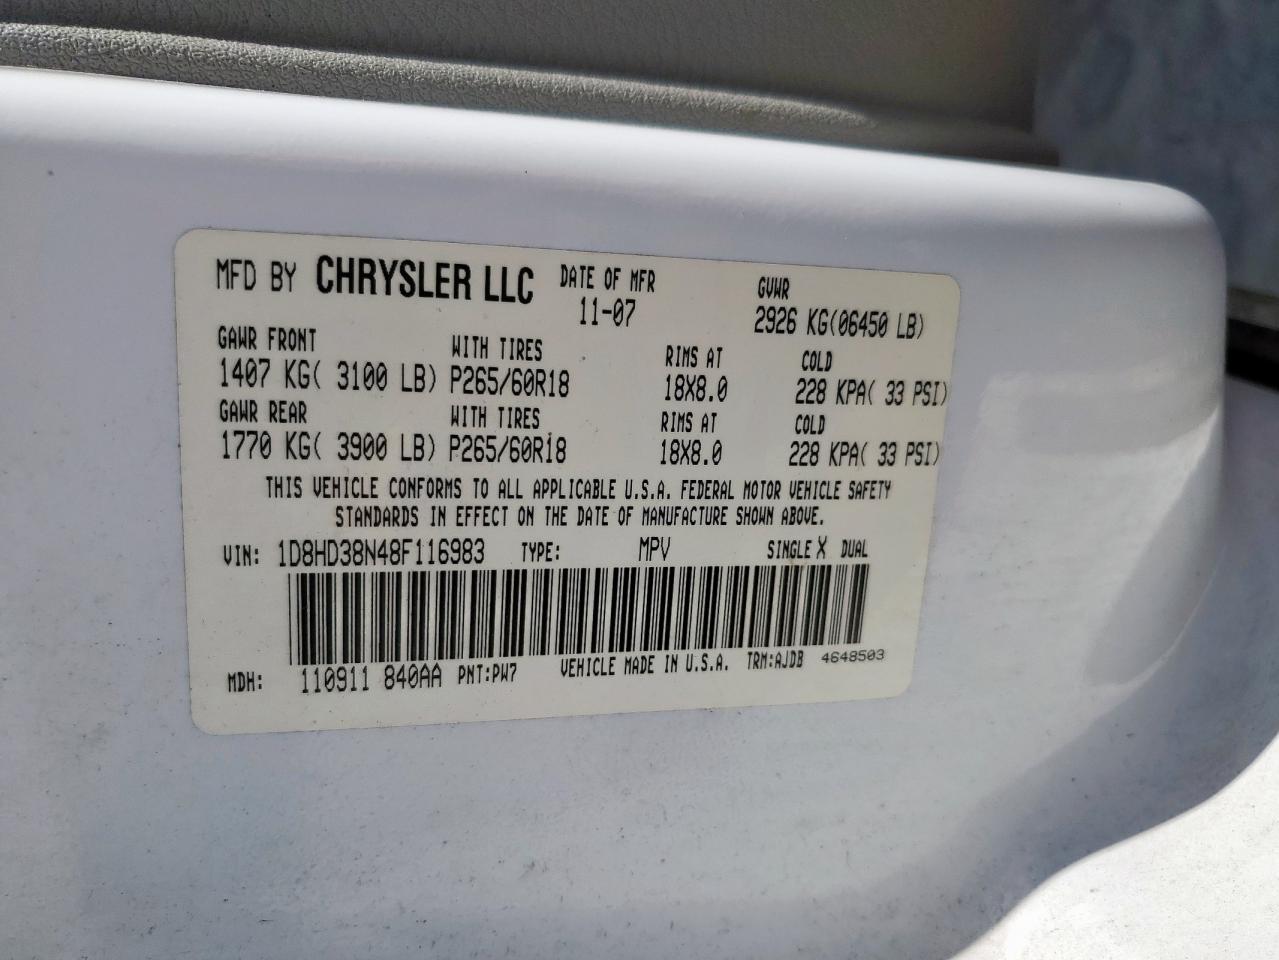 MFD BY CHRYSLER LLC DATE OF MFR 11-07 GVWR 2926 KG(06450 LB)
GAWR FRONT WITH TIRES RIMS AT COLD
1407 KG( 3100 LB) P265/60R18 18X8.0 228 KPA( 33 PSI)
GAWR REAR WITH TIRES RIMS AT COLD
1770 KG( 3900 LB) P265/60R18 18X8.0 228 KPA( 33 PSI)
THIS VEHICLE CONFORMS TO ALL APPLICABLE U.S.A. FEDERAL MOTOR VEHICLE SAFETY
STANDARDS IN EFFECT ON THE DATE OF MANUFACTURE SHOWN ABOVE.
VIN: 1D8HD38N48F116983 TYPE: MPV SINGLE X DUAL
MDH: 110911 840AA PNT:PW7 VEHICLE MADE IN U.S.A. TRM:AJDB 4648503